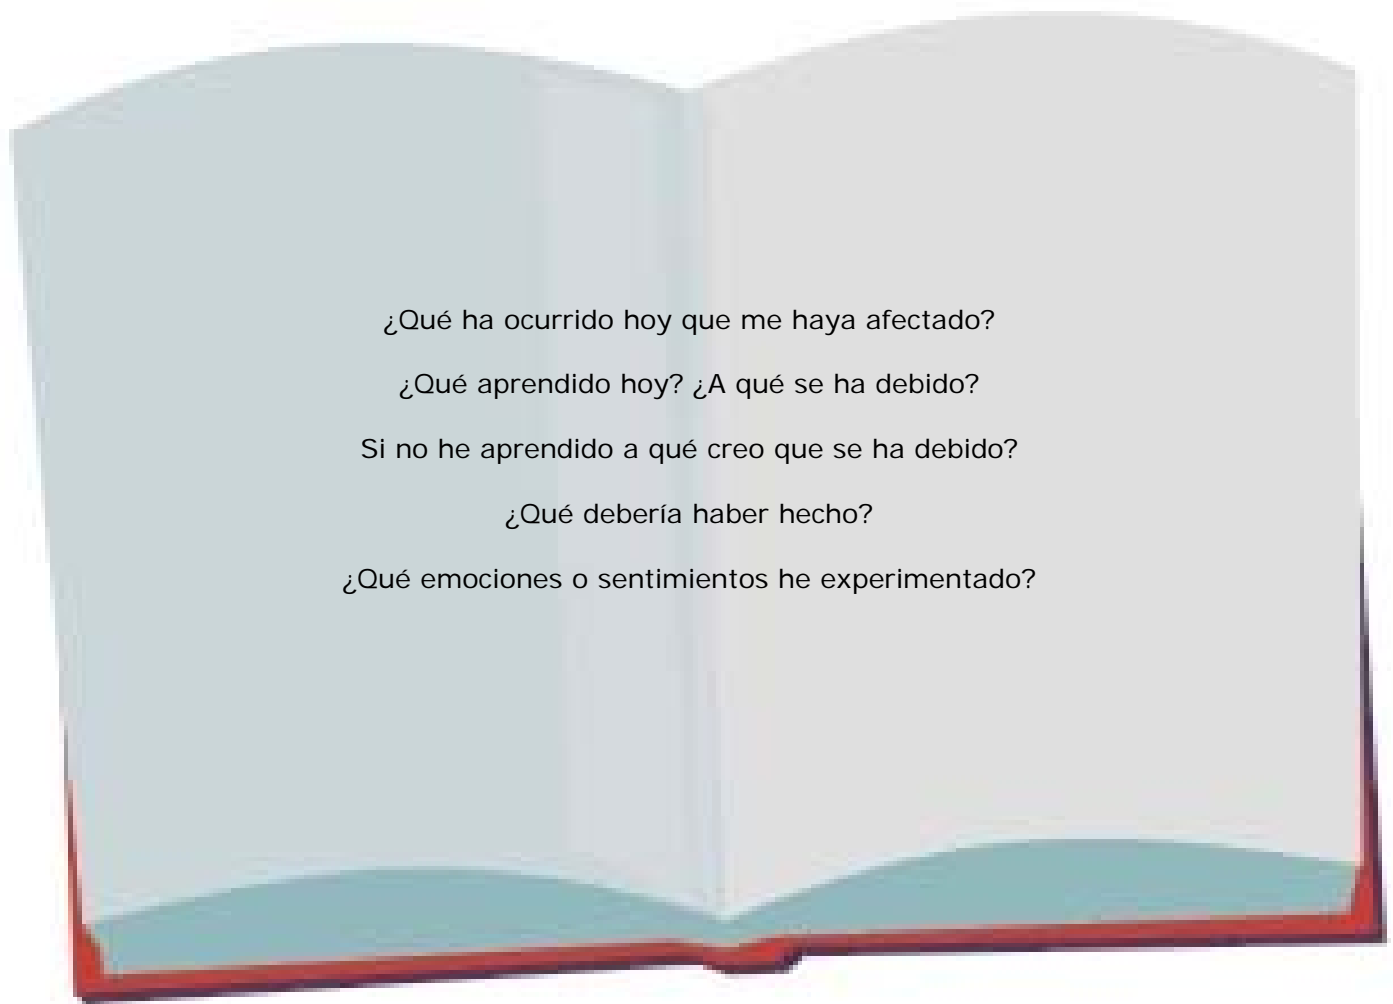 ¿Qué ha ocurrido hoy que me haya afectado?
¿Qué aprendido hoy? ¿A qué se ha debido?
Si no he aprendido a qué creo que se ha debido?
¿Qué debería haber hecho?
¿Qué emociones o sentimientos he experimentado?